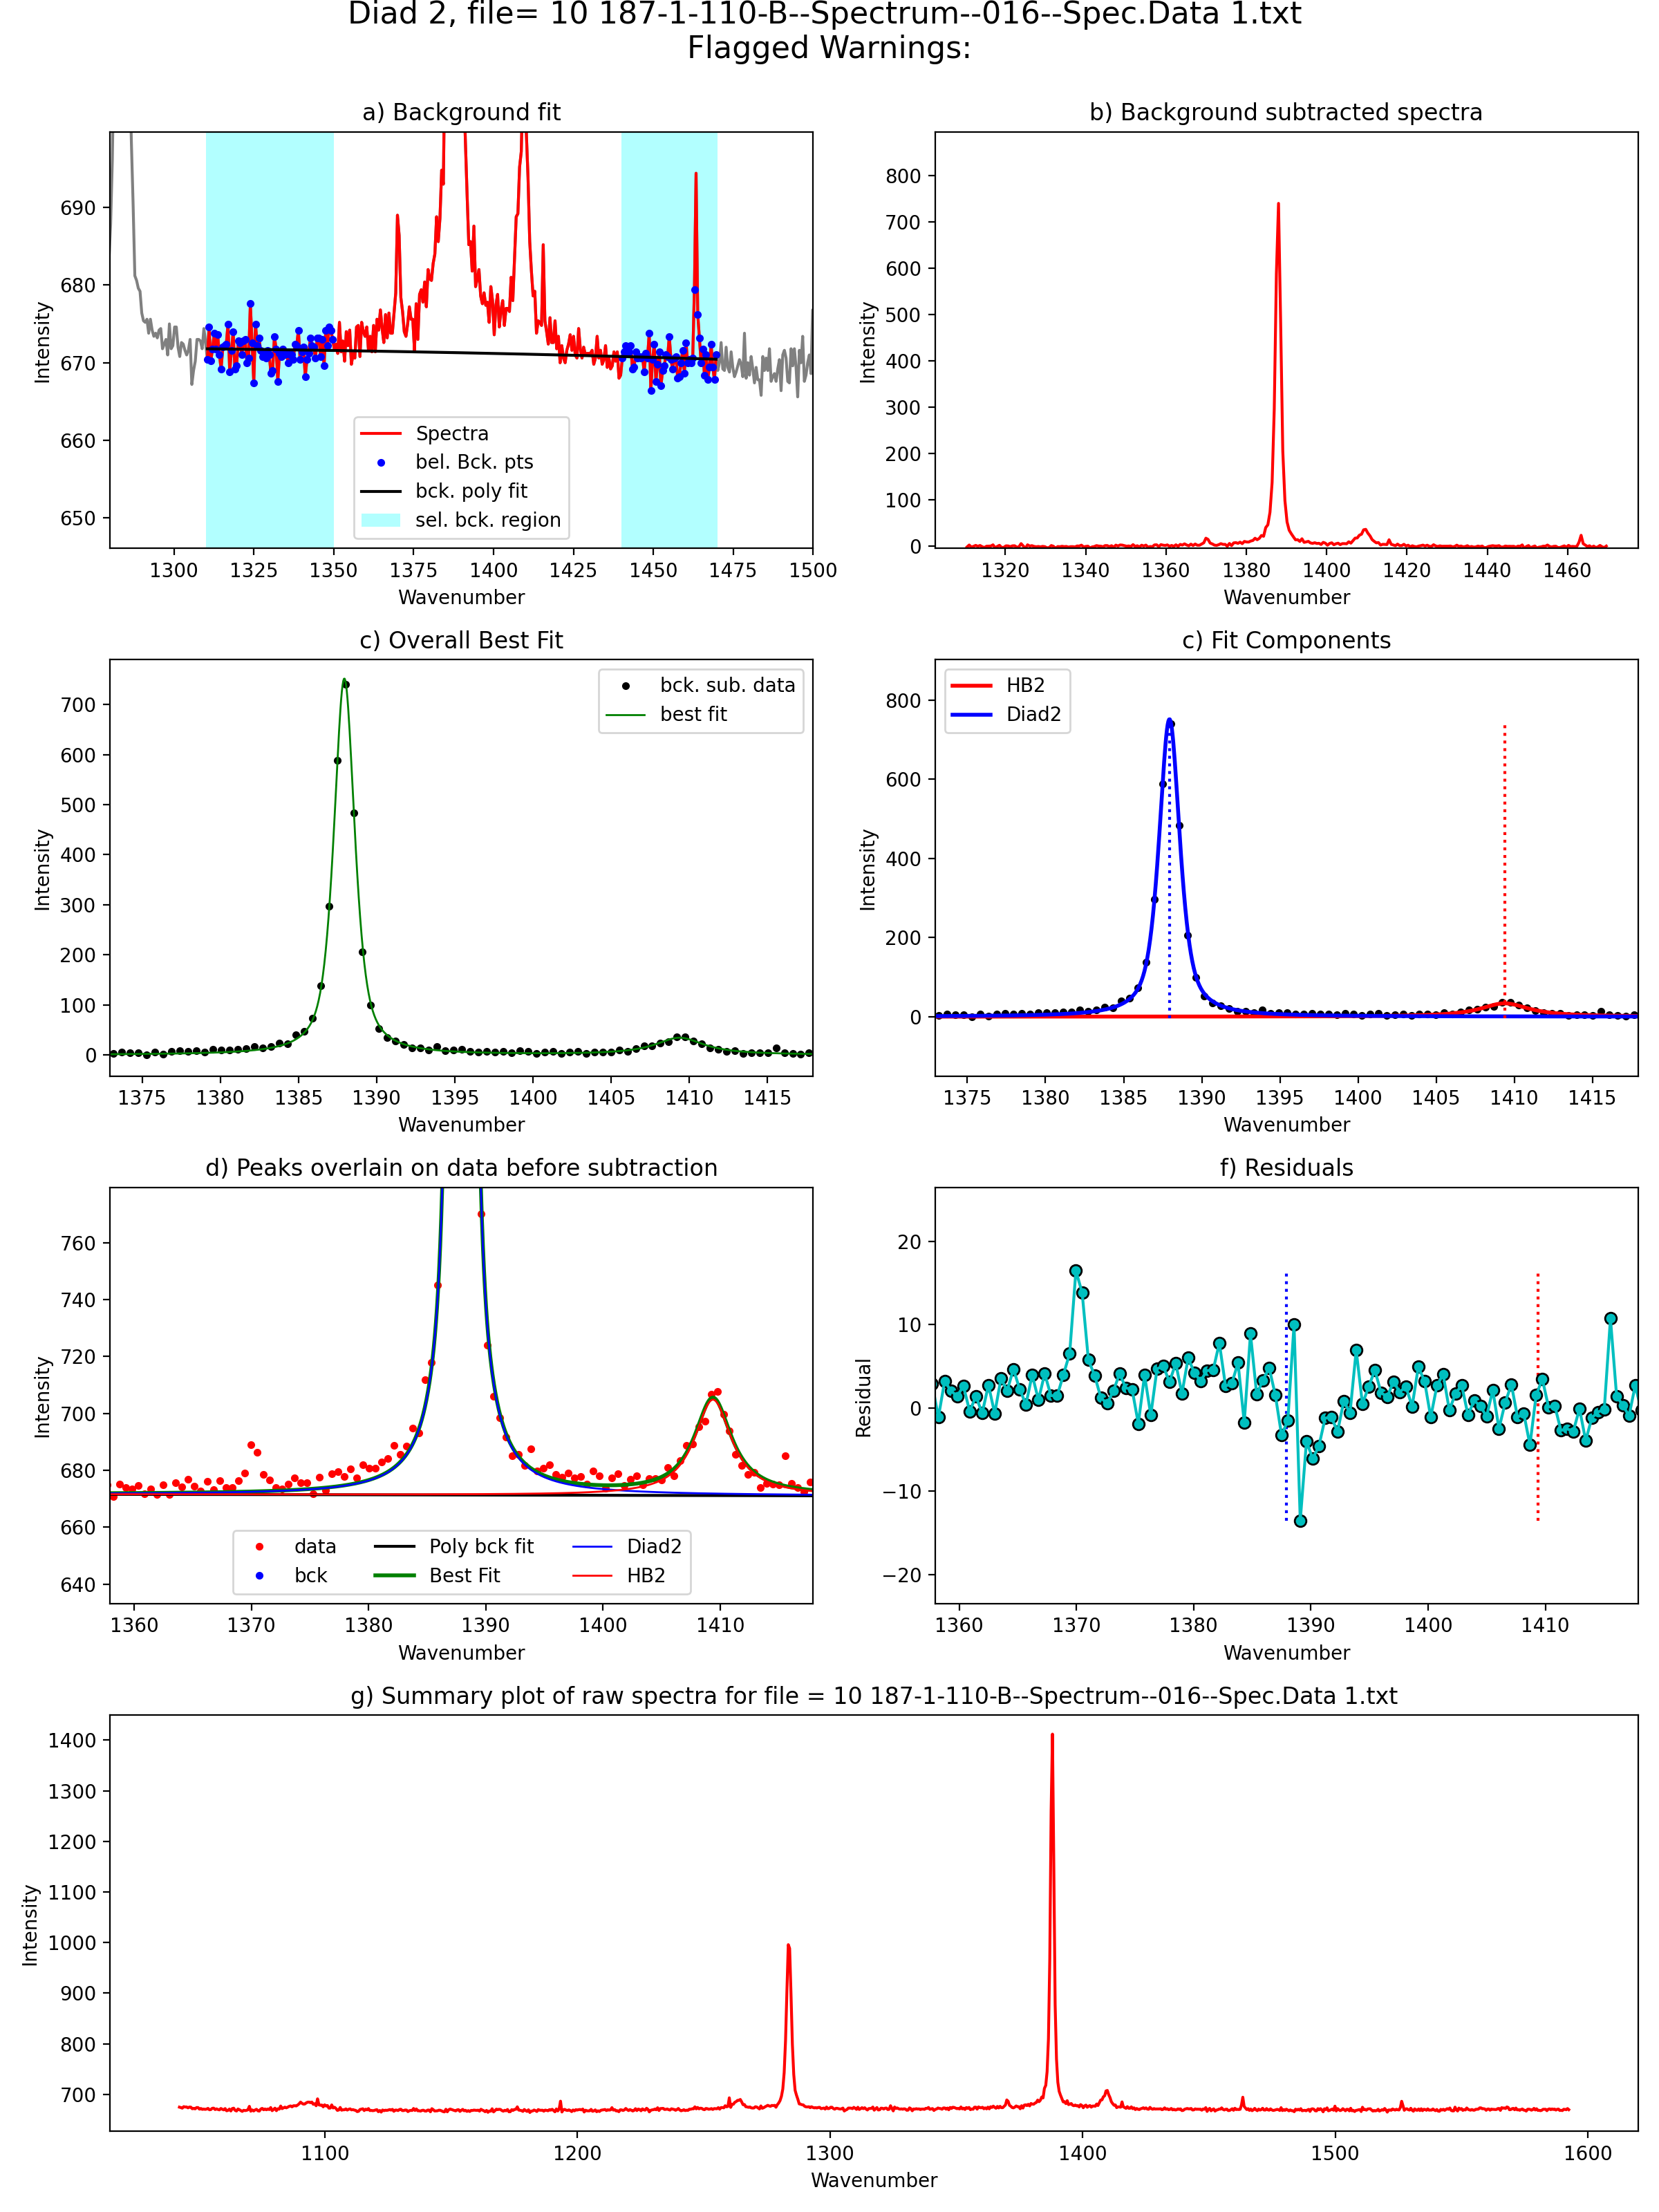 Diad 2, file= 10 187-1-110-B--Spectrum--016--Spec.Data 1.txt
Flagged Warnings:
a) Background fit
Intensity
690
680
670
660
650
Spectra
bel. Bck. pts
bck. poly fit
sel. bck. region
1300 1325 1350 1375 1400 1425 1450 1475 1500
Wavenumber
b) Background subtracted spectra
Intensity
800
700
600
500
400
300
200
100
0
1320 1340 1360 1380 1400 1420 1440 1460
Wavenumber
c) Overall Best Fit
Intensity
700
600
500
400
300
200
100
0
bck. sub. data
best fit
1375 1380 1385 1390 1395 1400 1405 1410 1415
Wavenumber
c) Fit Components
Intensity
800
600
400
200
0
HB2
Diad2
1375 1380 1385 1390 1395 1400 1405 1410 1415
Wavenumber
d) Peaks overlain on data before subtraction
Intensity
760
740
720
700
680
660
640
data
bck
Poly bck fit
Best Fit
Diad2
HB2
1360 1370 1380 1390 1400 1410
Wavenumber
f) Residuals
Residual
20
10
0
−10
−20
1360 1370 1380 1390 1400 1410
Wavenumber
g) Summary plot of raw spectra for file = 10 187-1-110-B--Spectrum--016--Spec.Data 1.txt
Intensity
1400
1300
1200
1100
1000
900
800
700
1100 1200 1300 1400 1500 1600
Wavenumber